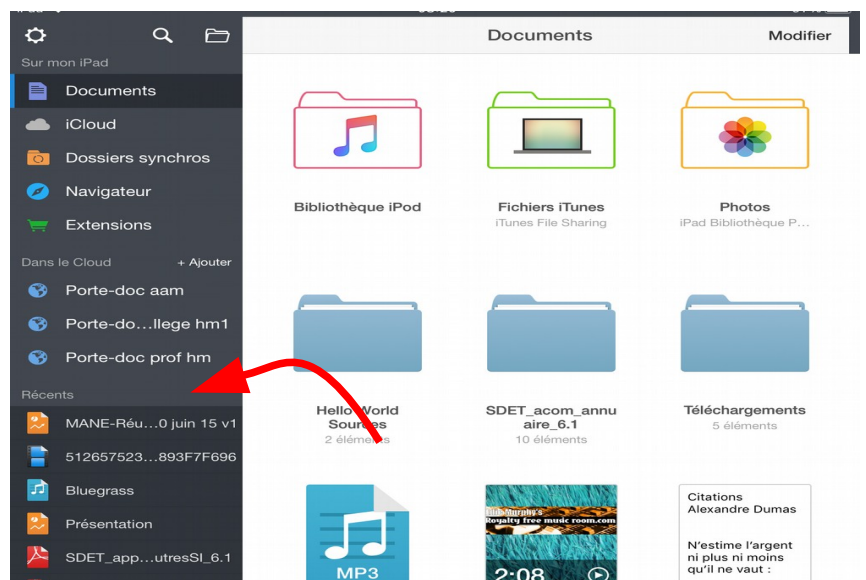 Documents
Modifier
Sur mon iPad
Documents
iCloud
Dossiers synchros
Navigateur
Extensions
Dans le Cloud
+ Ajouter
Porte-doc aam
Porte-do...llege hm1
Porte-doc prof hm
Récents
MANE-Réu...0 juin 15 v1
512657523...893F7F696
Bluegrass
Présentation
SDET_app...utresSI_6.1
Bibliothèque iPod
Fichiers iTunes
iTunes File Sharing
Photos
iPad Bibliothèque P...
Hello World
Sources
2 éléments
SDET_acom_annu
aire_6.1
10 éléments
Téléchargements
5 éléments
MP3
Royalty free music room.com
2:08
Citations
Alexandre Dumas
N'estime l'argent
ni plus ni moins
qu'il ne vaut :